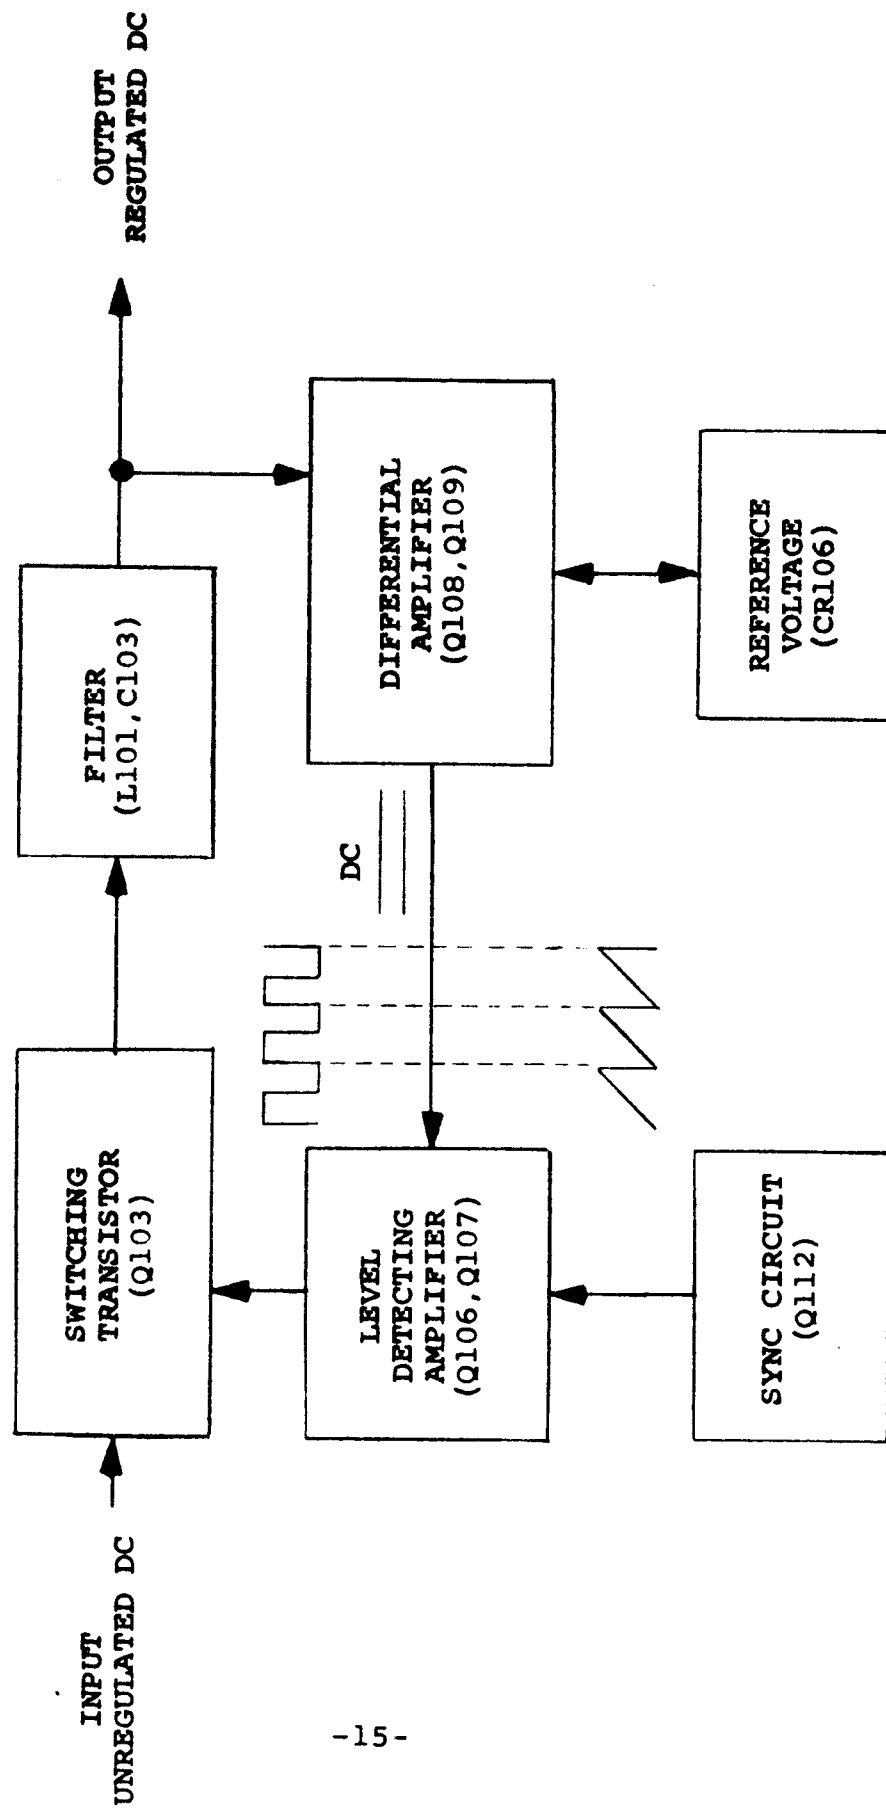 INPUT
UNREGULATED DC
SWITCHING
TRANSISTOR
(Q103)
FILTER
(L101,C103)
OUTPUT
REGULATED DC
LEVEL
DETECTING
AMPLIFIER
(Q106,Q107)
DC
DIFFERENTIAL
AMPLIFIER
(Q108,Q109)
SYNC CIRCUIT
(Q112)
REFERENCE
VOLTAGE
(CR106)
-15-